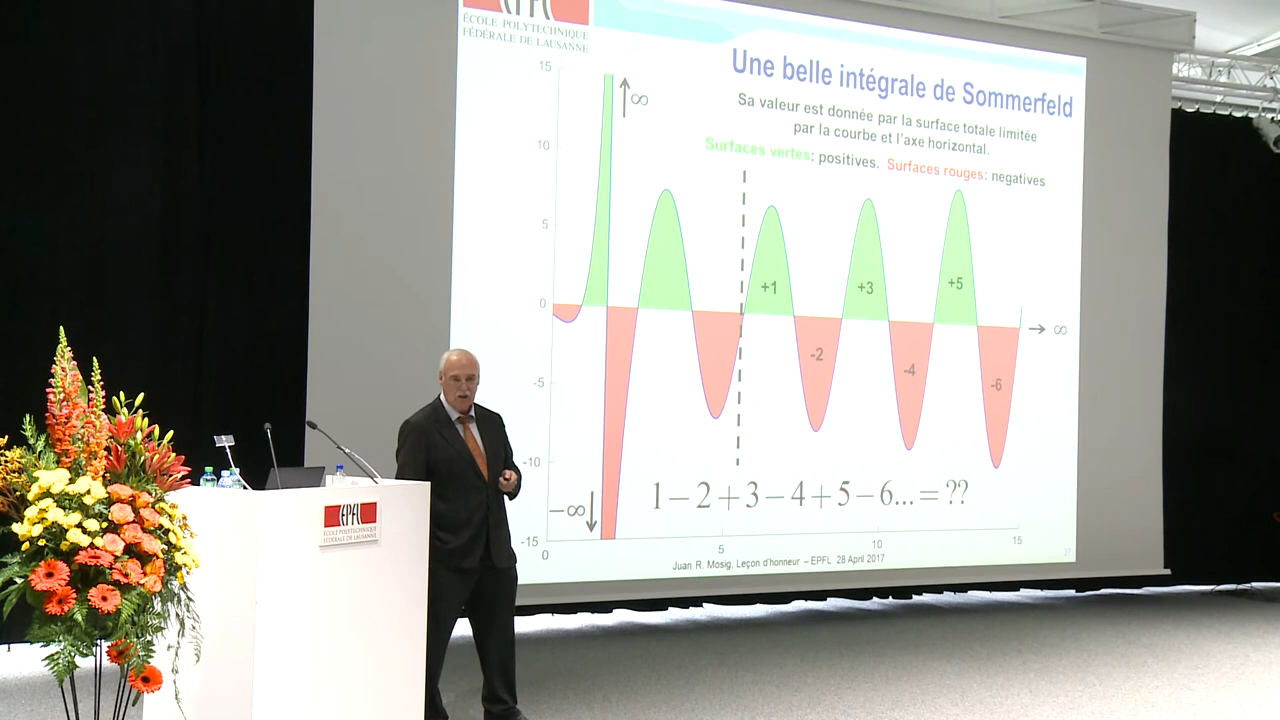 EPFL
ÉCOLE POLYTECHNIQUE
FÉDÉRALE DE LAUSANNE
Une belle intégrale de Sommerfeld
Sa valeur est donnée par la surface totale limitée
par la courbe et l'axe horizontal.
Surfaces vertes: positives. Surfaces rouges: negatives
15
10
5
0
-5
-10
-15
↑∞
→ ∞
−∞↓
+1
-2
+3
-4
+5
-6
1−2+3−4+5−6...=??
0
5
10
15
Juan R. Mosig, Leçon d'honneur – EPFL 28 April 2017
EPFL
ÉCOLE POLYTECHNIQUE
FÉDÉRALE DE LAUSANNE